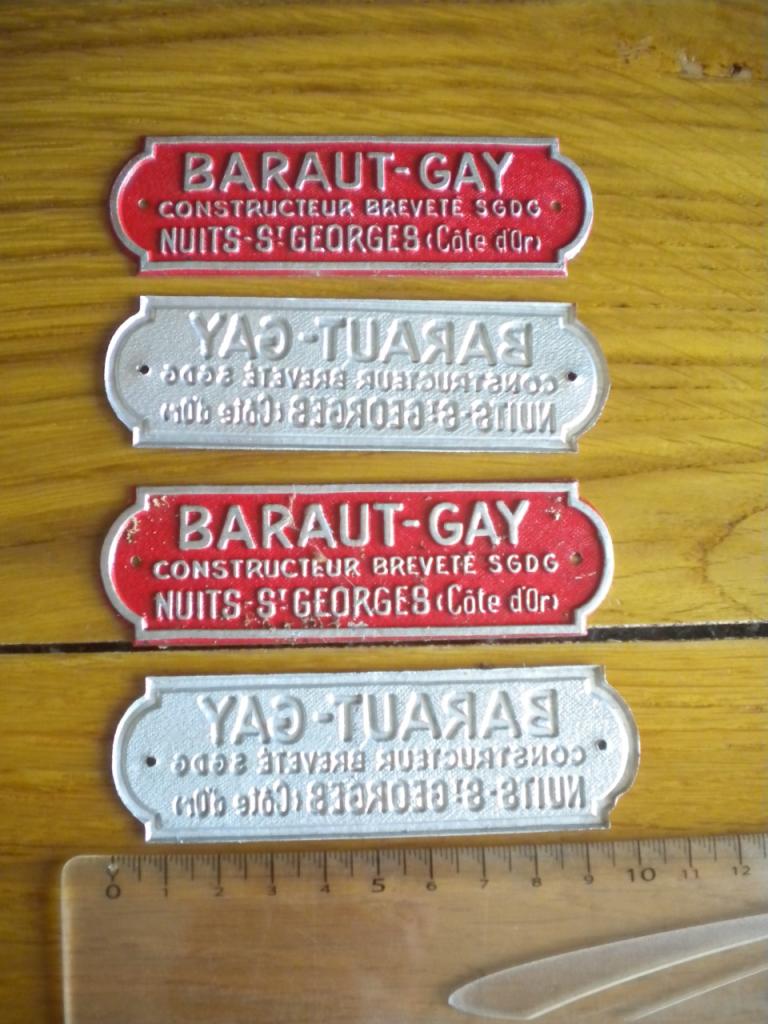 BARAUT-GAY
CONSTRUCTEUR BREVETÉ SGDG
NUITS-St GEORGES (Côte d'Or)
BARAUT-GAY
CONSTRUCTEUR BREVETÉ SGDG
NUITS-St GEORGES (Côte d'Or)
BARAUT-GAY
CONSTRUCTEUR BREVETÉ SGDG
NUITS-St GEORGES (Côte d'Or)
BARAUT-GAY
CONSTRUCTEUR BREVETÉ SGDG
NUITS-St GEORGES (Côte d'Or)
0 1 2 3 4 5 6 7 8 9 10 11 12